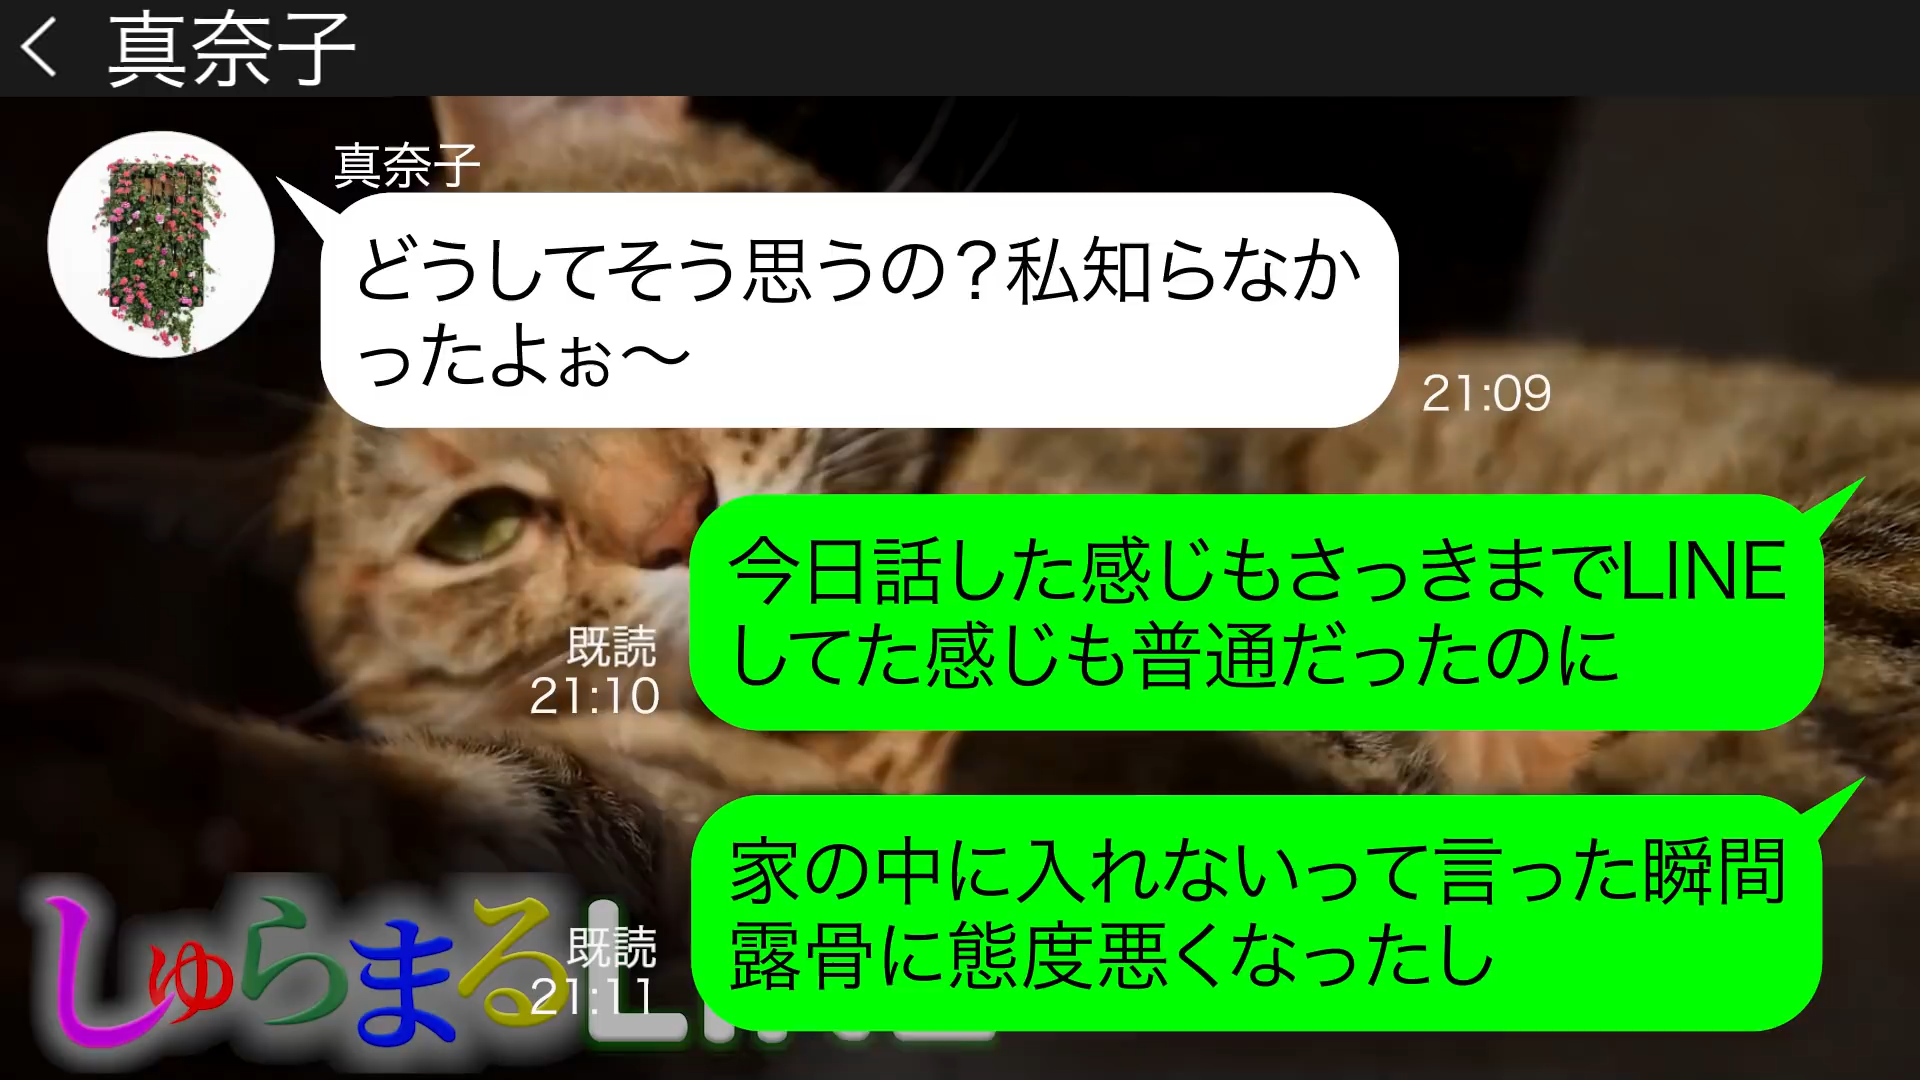 真奈子
真奈子
どうしてそう思うの？私知らなか
ったよぉ〜
21:09
今日話した感じもさっきまでLINE
してた感じも普通だったのに
既読
21:10
家の中に入れないって言った瞬間
露骨に態度悪くなったし
既読
21:11
しゅらまるLINE